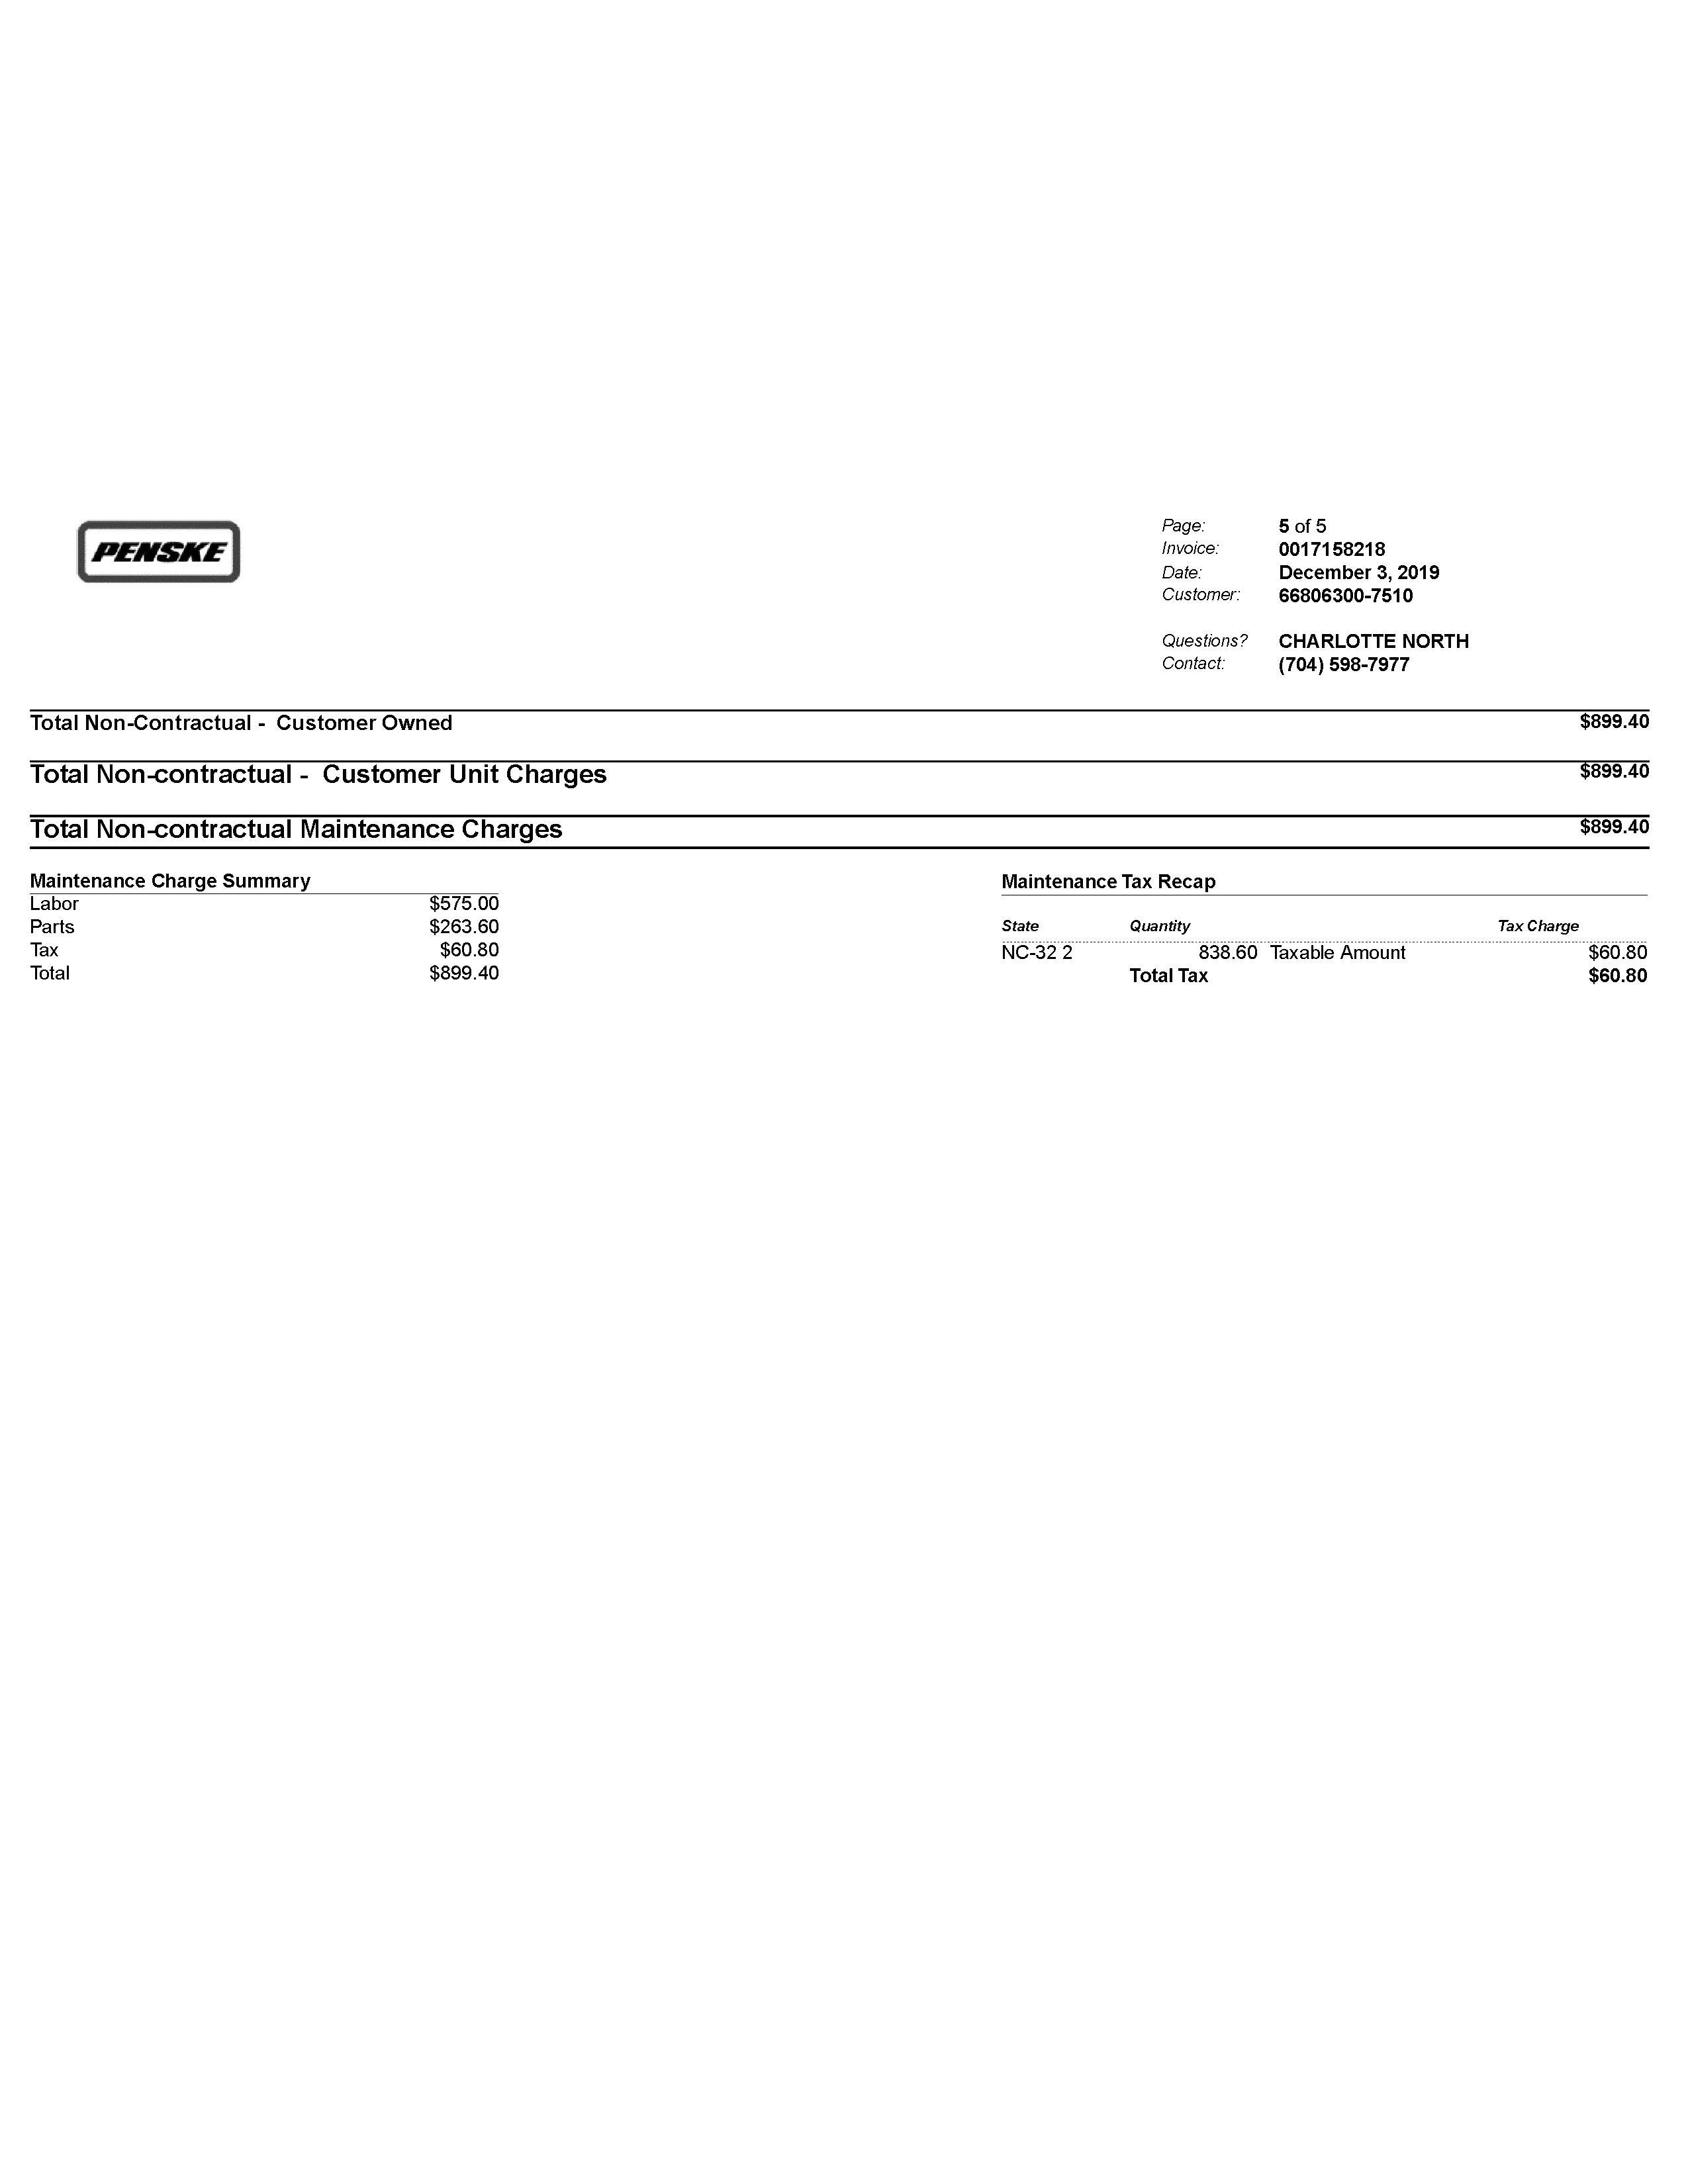 PENSKE
Page: 5 of 5
Invoice: 0017158218
Date: December 3, 2019
Customer: 66806300-7510
Questions? CHARLOTTE NORTH
Contact: (704) 598-7977
Total Non-Contractual - Customer Owned $899.40
Total Non-contractual - Customer Unit Charges $899.40
Total Non-contractual Maintenance Charges $899.40
Maintenance Charge Summary
Labor $575.00
Parts $263.60
Tax $60.80
Total $899.40
Maintenance Tax Recap
State Quantity Tax Charge
NC-32 2 838.60 Taxable Amount $60.80
Total Tax $60.80